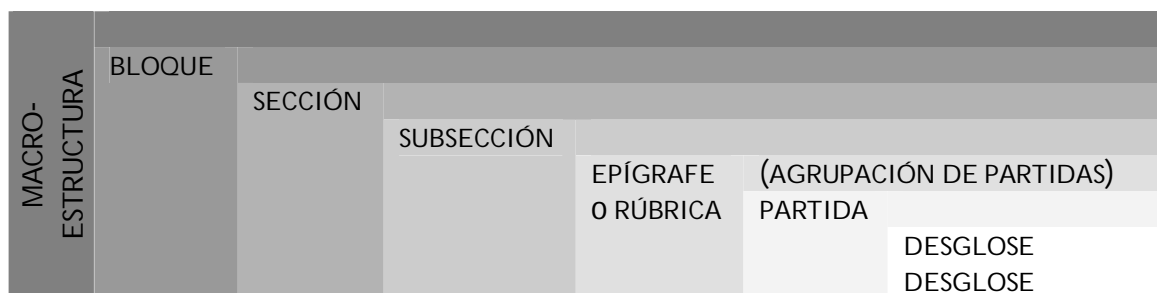 MACRO-
ESTRUCTURA
BLOQUE
SECCIÓN
SUBSECCIÓN
EPÍGRAFE (AGRUPACIÓN DE PARTIDAS)
O RÚBRICA PARTIDA
DESGLOSE
DESGLOSE